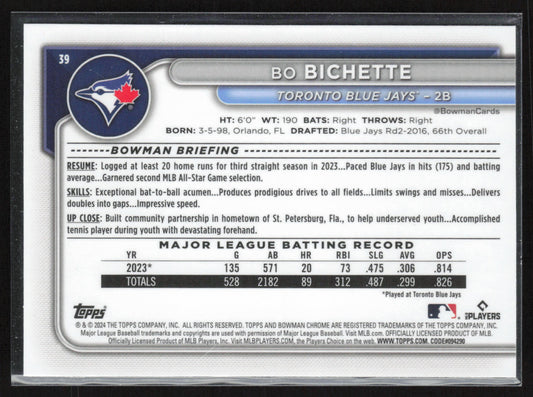 39
BO BICHETTE
TORONTO BLUE JAYS™ – 2B
@BowmanCards
HT: 6'0" WT: 190 BATS: Right THROWS: Right
BORN: 3-5-98, Orlando, FL DRAFTED: Blue Jays Rd2-2016, 66th Overall
BOWMAN BRIEFING
RESUME: Logged at least 20 home runs for third straight season in 2023...Paced Blue Jays in hits (175) and batting
average...Garnered second MLB All-Star Game selection.
SKILLS: Exceptional bat-to-ball acumen...Produces prodigious drives to all fields...Limits swings and misses...Delivers
doubles into gaps...Impressive speed.
UP CLOSE: Built community partnership in hometown of St. Petersburg, Fla., to help underserved youth...Accomplished
tennis player during youth with devastating forehand.
MAJOR LEAGUE BATTING RECORD
YR G AB HR RBI SLG AVG OPS
2023* 135 571 20 73 .475 .306 .814
TOTALS 528 2182 89 312 .487 .299 .826
*Played at Toronto Blue Jays
Topps
PLAYERS
® & © 2024 THE TOPPS COMPANY, INC. ALL RIGHTS RESERVED. TOPPS AND BOWMAN CHROME ARE REGISTERED TRADEMARKS OF THE TOPPS COMPANY, INC.
Major League Baseball trademarks and copyrights are used with permission of Major League Baseball. Visit MLB.com. OFFICIALLY LICENSED PRODUCT OF MLB
Officially Licensed Product of MLB Players, Inc. Visit MLBPLAYERS.com, the Players Choice on the web. WWW.TOPPS.COM. CODE#094290